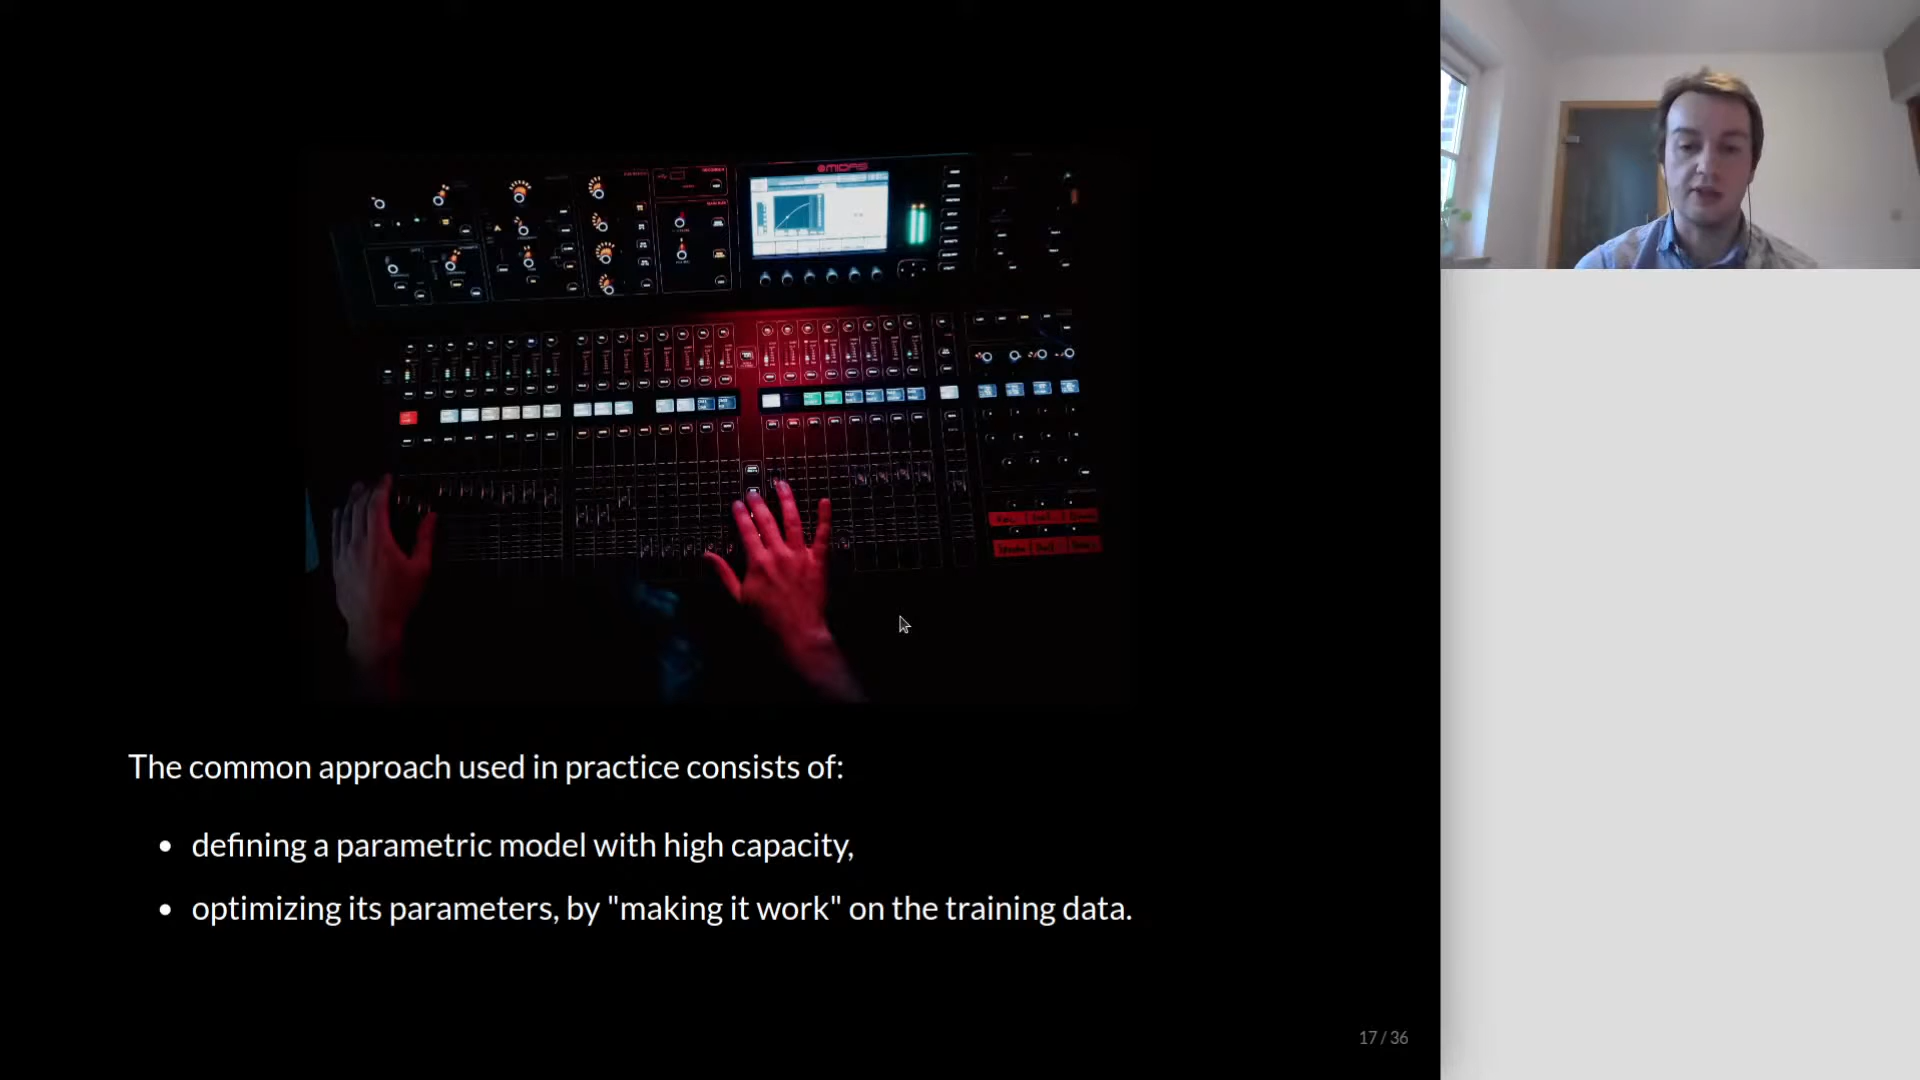 MIDAS
The common approach used in practice consists of:
• defining a parametric model with high capacity,
• optimizing its parameters, by "making it work" on the training data.
17 / 36